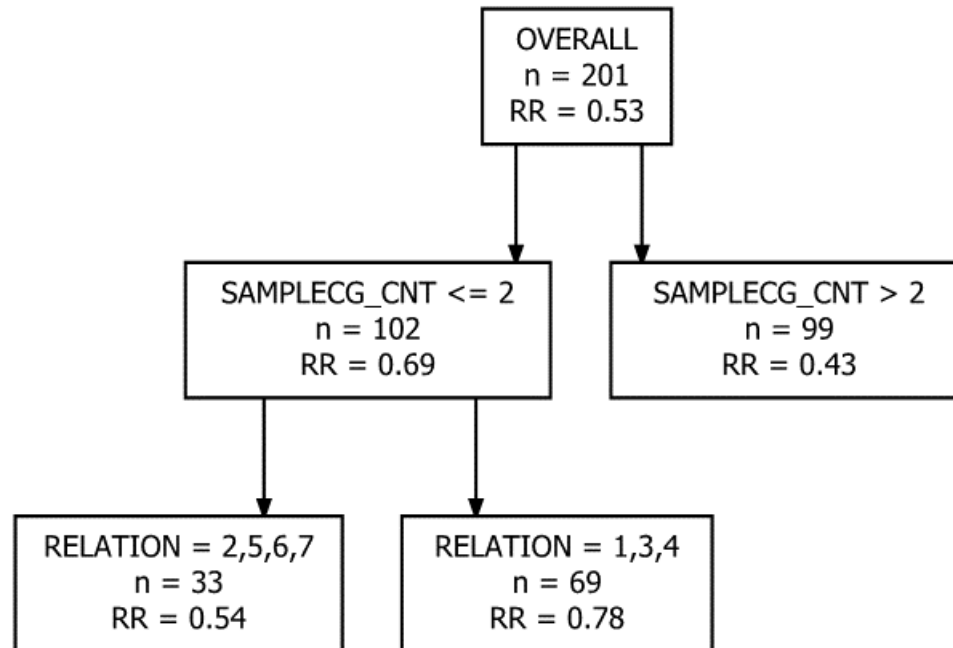 OVERALL
n = 201
RR = 0.53
SAMPLECG_CNT <= 2
n = 102
RR = 0.69
SAMPLECG_CNT > 2
n = 99
RR = 0.43
RELATION = 2,5,6,7
n = 33
RR = 0.54
RELATION = 1,3,4
n = 69
RR = 0.78